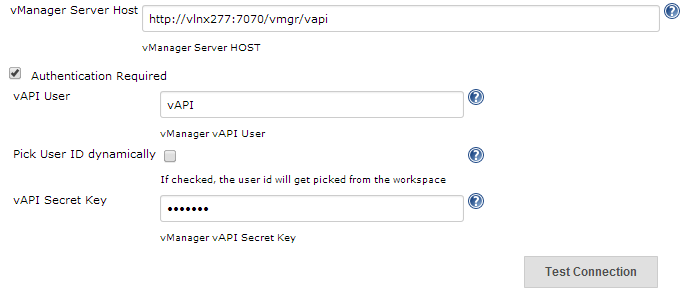 vManager Server Host http://vlnx277:7070/vmgr/vapi
vManager Server HOST
Authentication Required
vAPI User vAPI
vManager vAPI User
Pick User ID dynamically
If checked, the user id will get picked from the workspace
vAPI Secret Key •••••••
vManager vAPI Secret Key
Test Connection